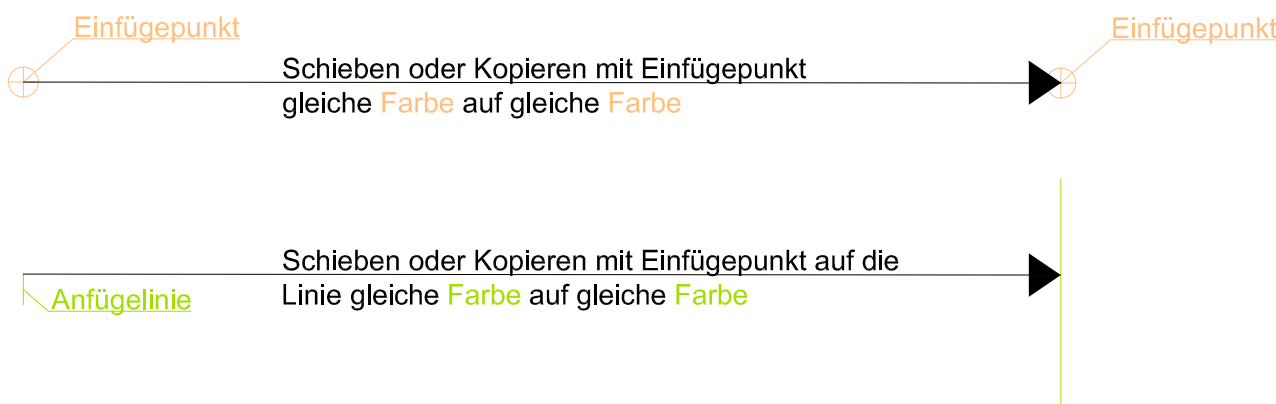 Einfügepunkt
Einfügepunkt
Schieben oder Kopieren mit Einfügepunkt
gleiche Farbe auf gleiche Farbe
Schieben oder Kopieren mit Einfügepunkt auf die
Linie gleiche Farbe auf gleiche Farbe
Anfügelinie